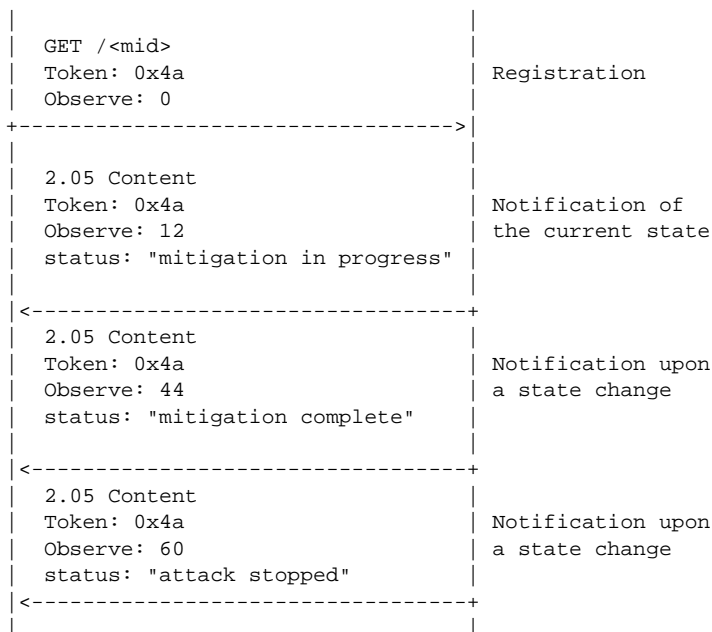 GET /<mid>
Token: 0x4a Registration
Observe: 0
2.05 Content
Token: 0x4a Notification of
Observe: 12 the current state
status: "mitigation in progress"
2.05 Content
Token: 0x4a Notification upon
Observe: 44 a state change
status: "mitigation complete"
2.05 Content
Token: 0x4a Notification upon
Observe: 60 a state change
status: "attack stopped"